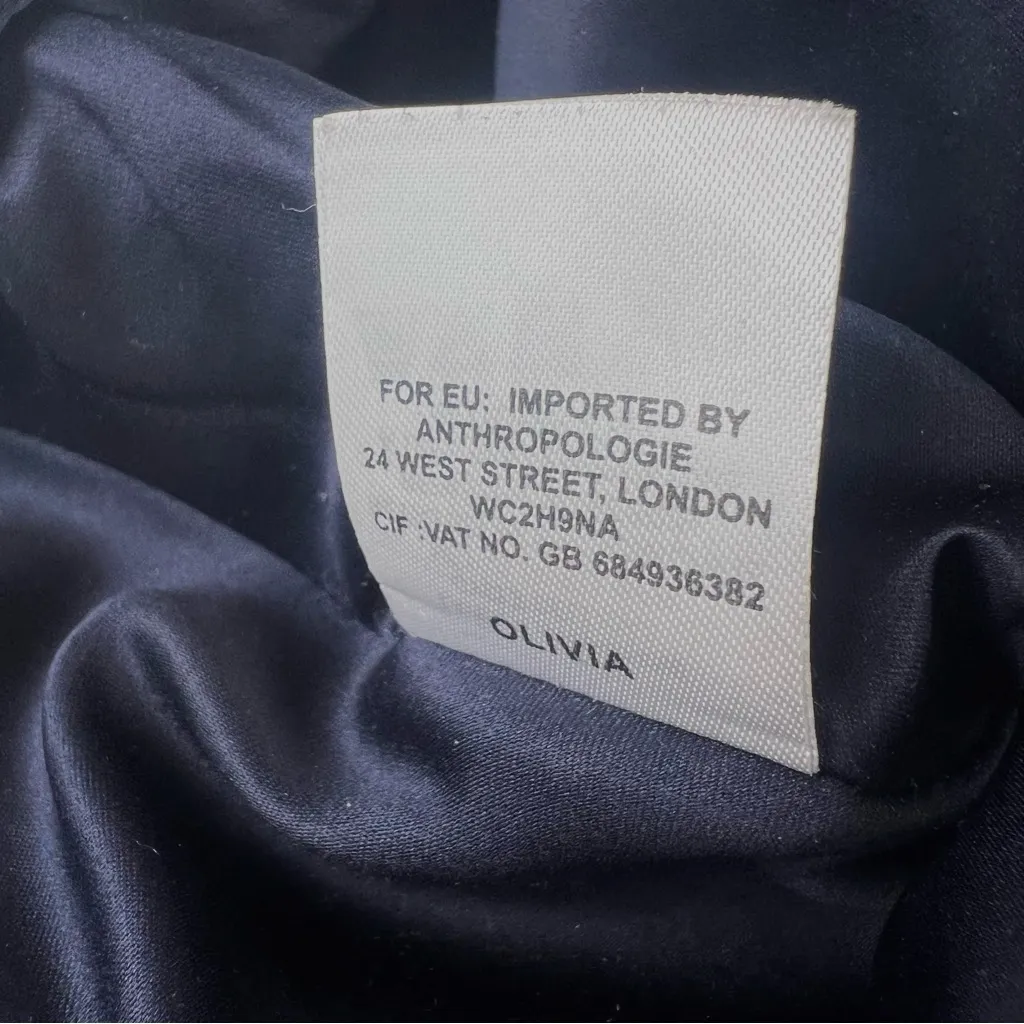 FOR EU: IMPORTED BY
ANTHROPOLOGIE
24 WEST STREET, LONDON
WC2H9NA
CIF :VAT NO. GB 684936382
OLIVIA